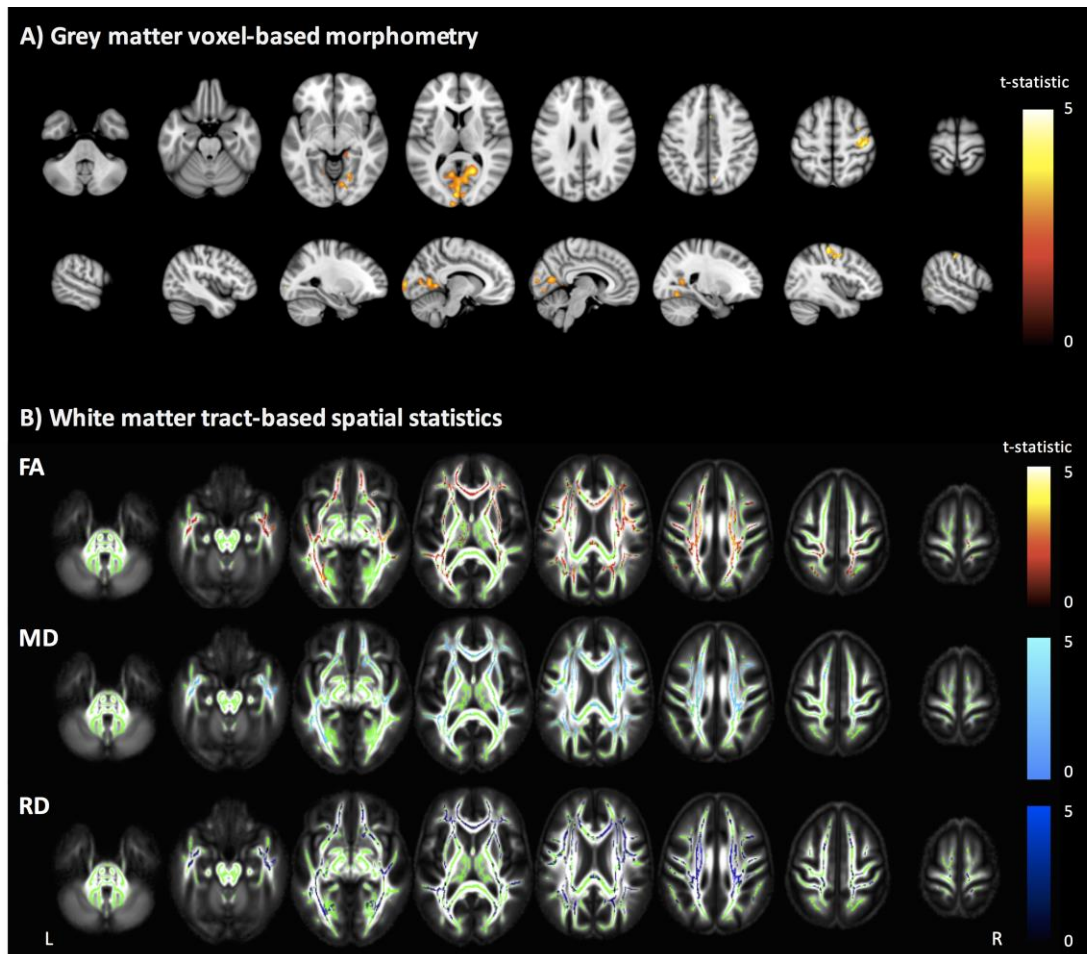 A) Grey matter voxel-based morphometry
t-statistic
5
0
B) White matter tract-based spatial statistics
t-statistic
FA
5
0
MD
5
0
RD
5
0
L
R